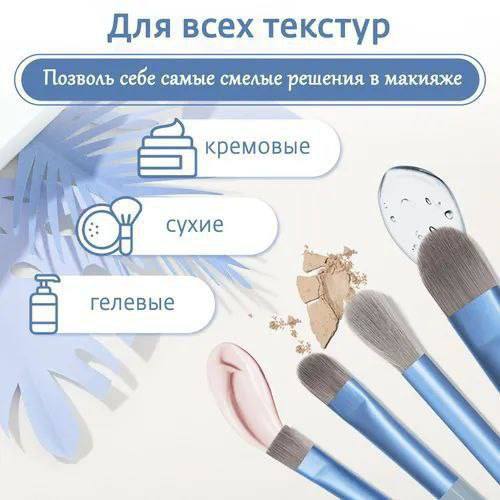 Для всех текстур
Позволь себе самые смелые решения в макияже
кремовые
сухие
гелевые